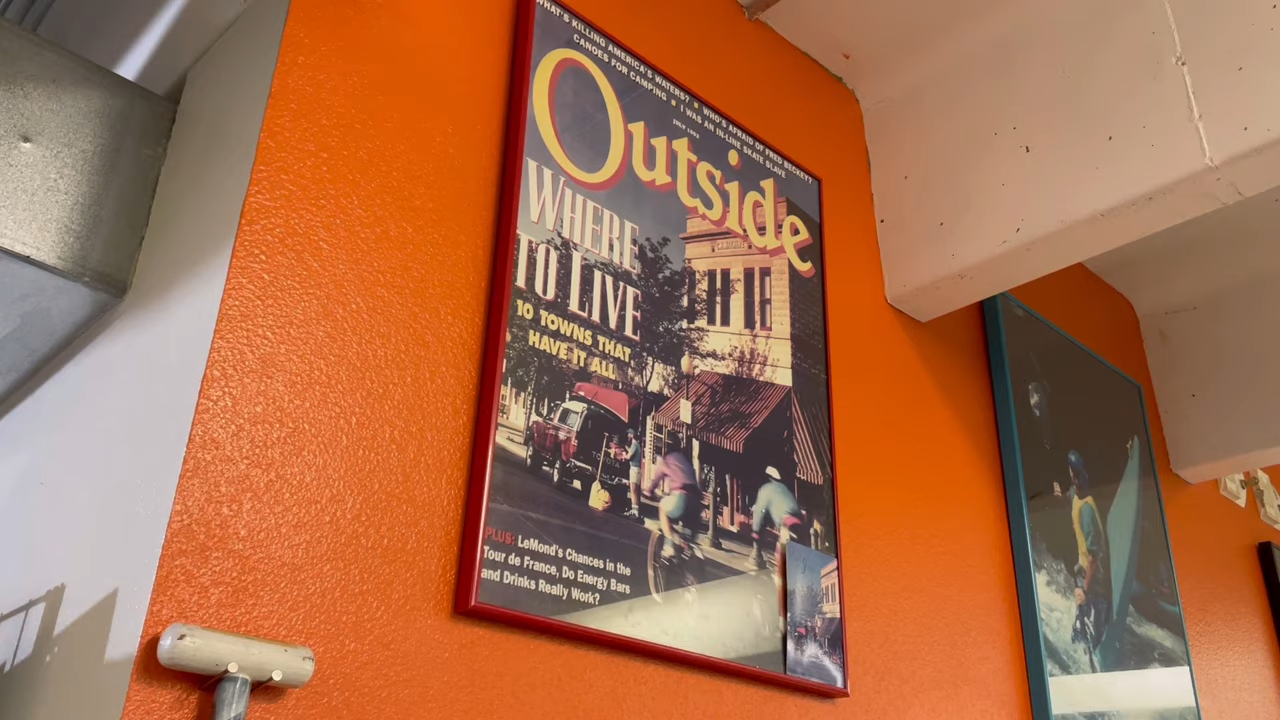 WHAT'S KILLING AMERICA'S WATERS? ■ WHO'S AFRAID OF FRED BECKEY?
CANOES FOR CAMPING ■ I WAS AN IN-LINE SKATE SLAVE
Outside
WHERE
TO LIVE
10 TOWNS THAT
HAVE IT ALL
TOYOTA
PLUS: LeMond's Chances in the
Tour de France, Do Energy Bars
and Drinks Really Work?